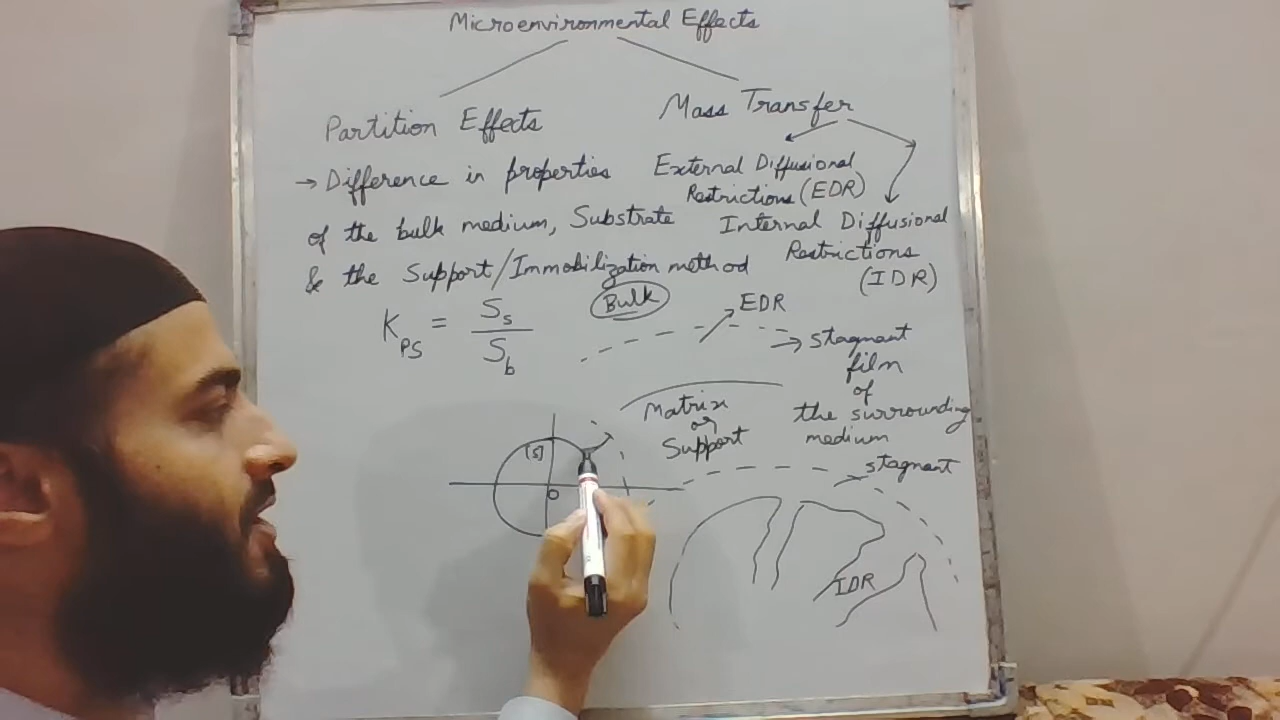 Microenvironmental Effects
Partition Effects
→ Difference in properties
of the bulk medium, Substrate
& the Support/Immobilization method
K_PS = S_s / S_b
Mass Transfer
External Diffusional
Restrictions (EDR)
Internal Diffusional
Restrictions
(IDR)
Bulk
EDR
→ stagnant
film
of
the surrounding
medium
Matrix
or
Support
[S]
O
stagnant
IDR